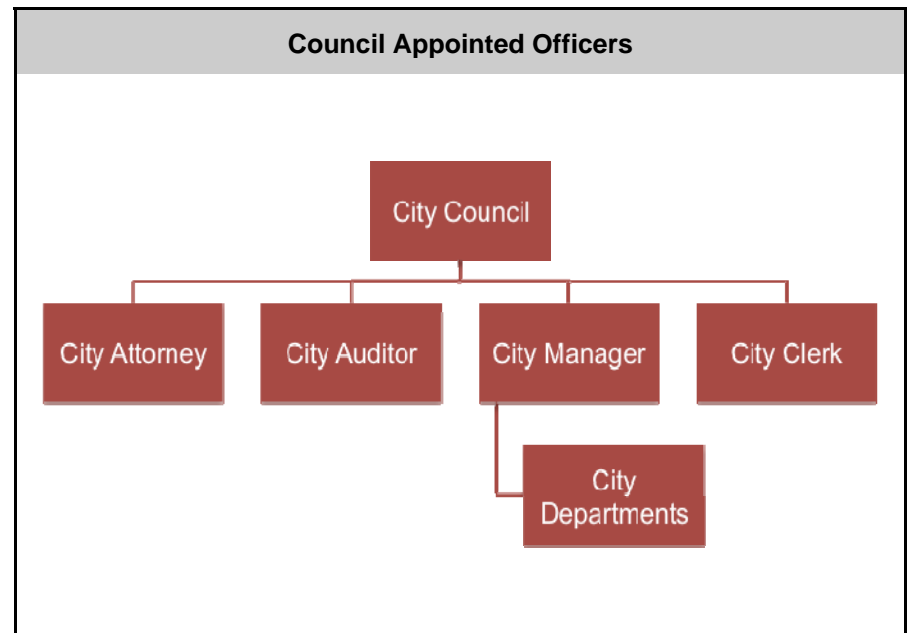 Council Appointed Officers
City Council
City Attorney
City Auditor
City Manager
City Clerk
City
Departments